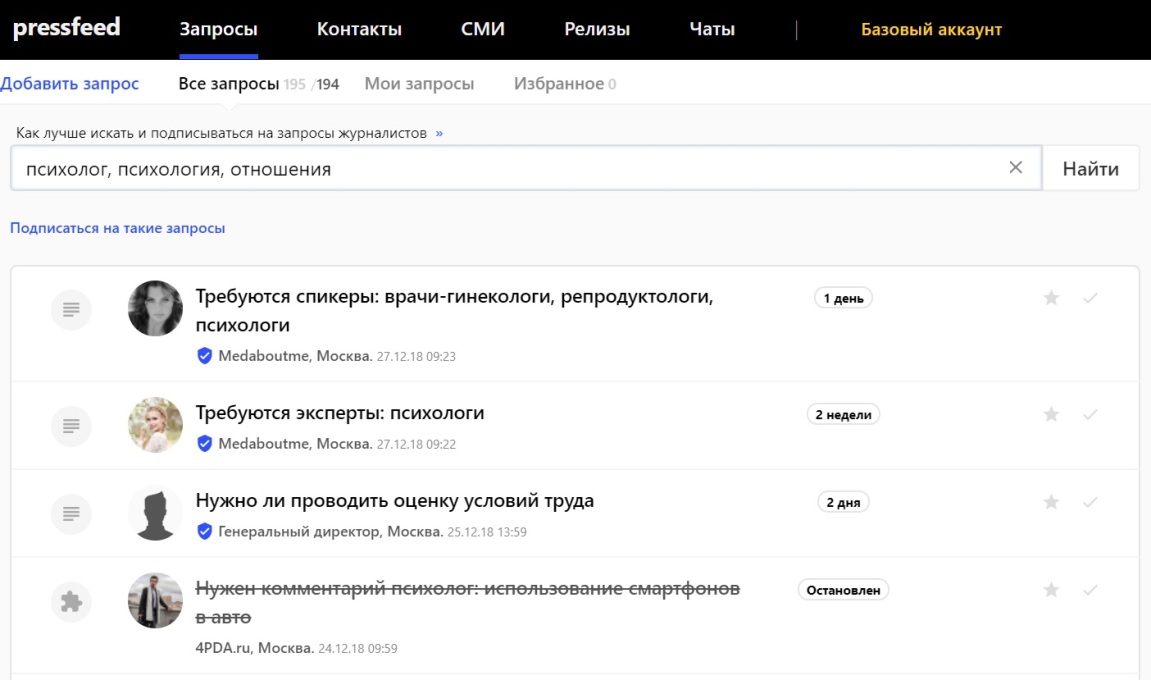 pressfeed Запросы Контакты СМИ Релизы Чаты Базовый аккаунт
Добавить запрос Все запросы 195 / 194 Мои запросы Избранное 0
Как лучше искать и подписываться на запросы журналистов »
психолог, психология, отношения Найти
Подписаться на такие запросы
Требуются спикеры: врачи-гинекологи, репродуктологи, 1 день
психологи
Medaboutme, Москва. 27.12.18 09:23
Требуются эксперты: психологи 2 недели
Medaboutme, Москва. 27.12.18 09:22
Нужно ли проводить оценку условий труда 2 дня
Генеральный директор, Москва. 25.12.18 13:59
Нужен комментарий психолог: использование смартфонов Остановлен
в авто
4PDA.ru, Москва. 24.12.18 09:59